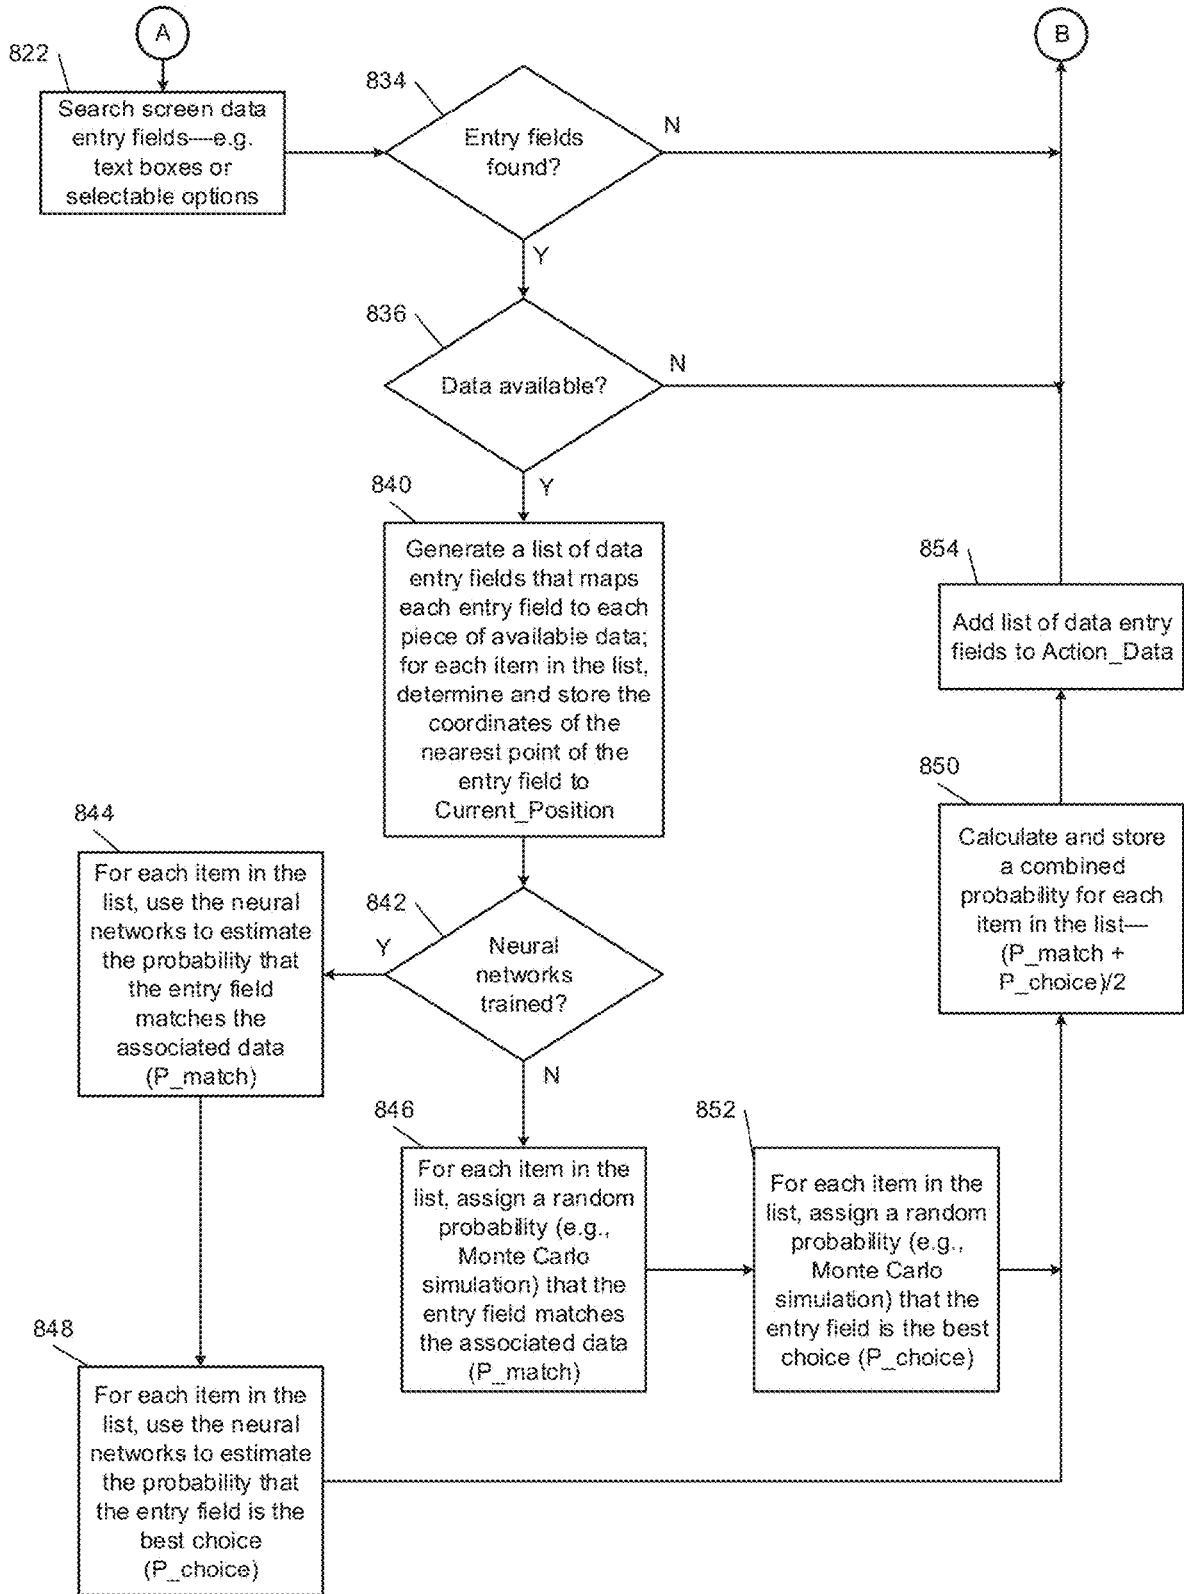 A
B
822
Search screen data
entry fields—e.g.
text boxes or
selectable options
834
Entry fields
found?
N
Y
836
Data available?
N
Y
840
Generate a list of data
entry fields that maps
each entry field to each
piece of available data;
for each item in the list,
determine and store the
coordinates of the
nearest point of the
entry field to
Current_Position
854
Add list of data entry
fields to Action_Data
850
Calculate and store
a combined
probability for each
item in the list—
(P_match +
P_choice)/2
844
For each item in the
list, use the neural
networks to estimate
the probability that
the entry field
matches the
associated data
(P_match)
842
Neural
networks
trained?
Y
N
846
For each item in the
list, assign a random
probability (e.g.,
Monte Carlo
simulation) that the
entry field matches
the associated data
(P_match)
852
For each item in the
list, assign a random
probability (e.g.,
Monte Carlo
simulation) that the
entry field is the best
choice (P_choice)
848
For each item in the
list, use the neural
networks to estimate
the probability that
the entry field is the
best choice
(P_choice)